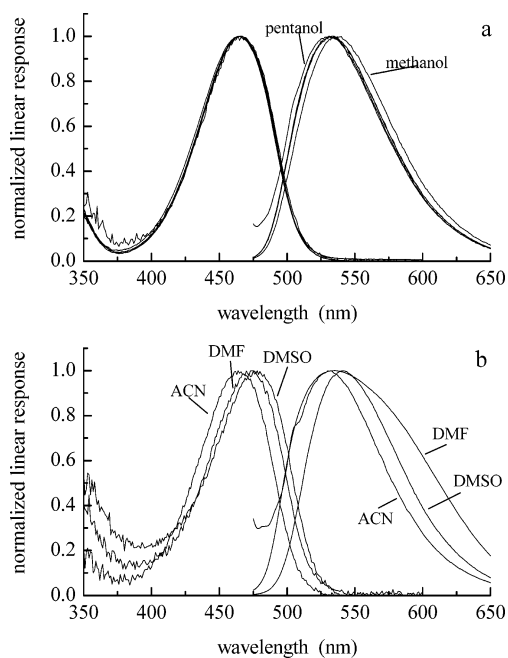 a
pentanol
methanol
normalized linear response
1.0
0.8
0.6
0.4
0.2
0.0
350 400 450 500 550 600 650
wavelength (nm)
b
DMF
DMSO
ACN
DMF
DMSO
ACN
normalized linear response
1.0
0.8
0.6
0.4
0.2
0.0
350 400 450 500 550 600 650
wavelength (nm)